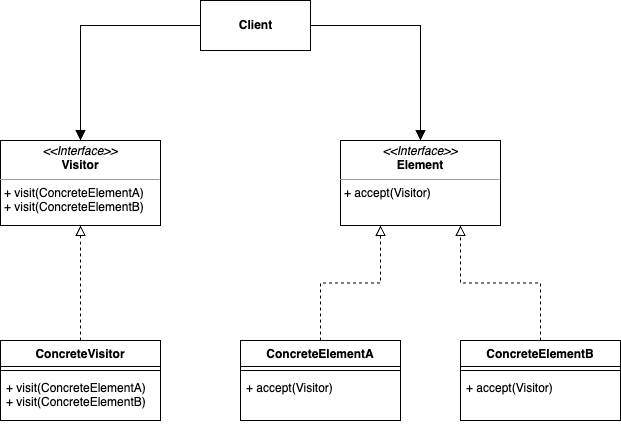 Client
<<Interface>>
Visitor
+ visit(ConcreteElementA)
+ visit(ConcreteElementB)
<<Interface>>
Element
+ accept(Visitor)
ConcreteVisitor
+ visit(ConcreteElementA)
+ visit(ConcreteElementB)
ConcreteElementA
+ accept(Visitor)
ConcreteElementB
+ accept(Visitor)